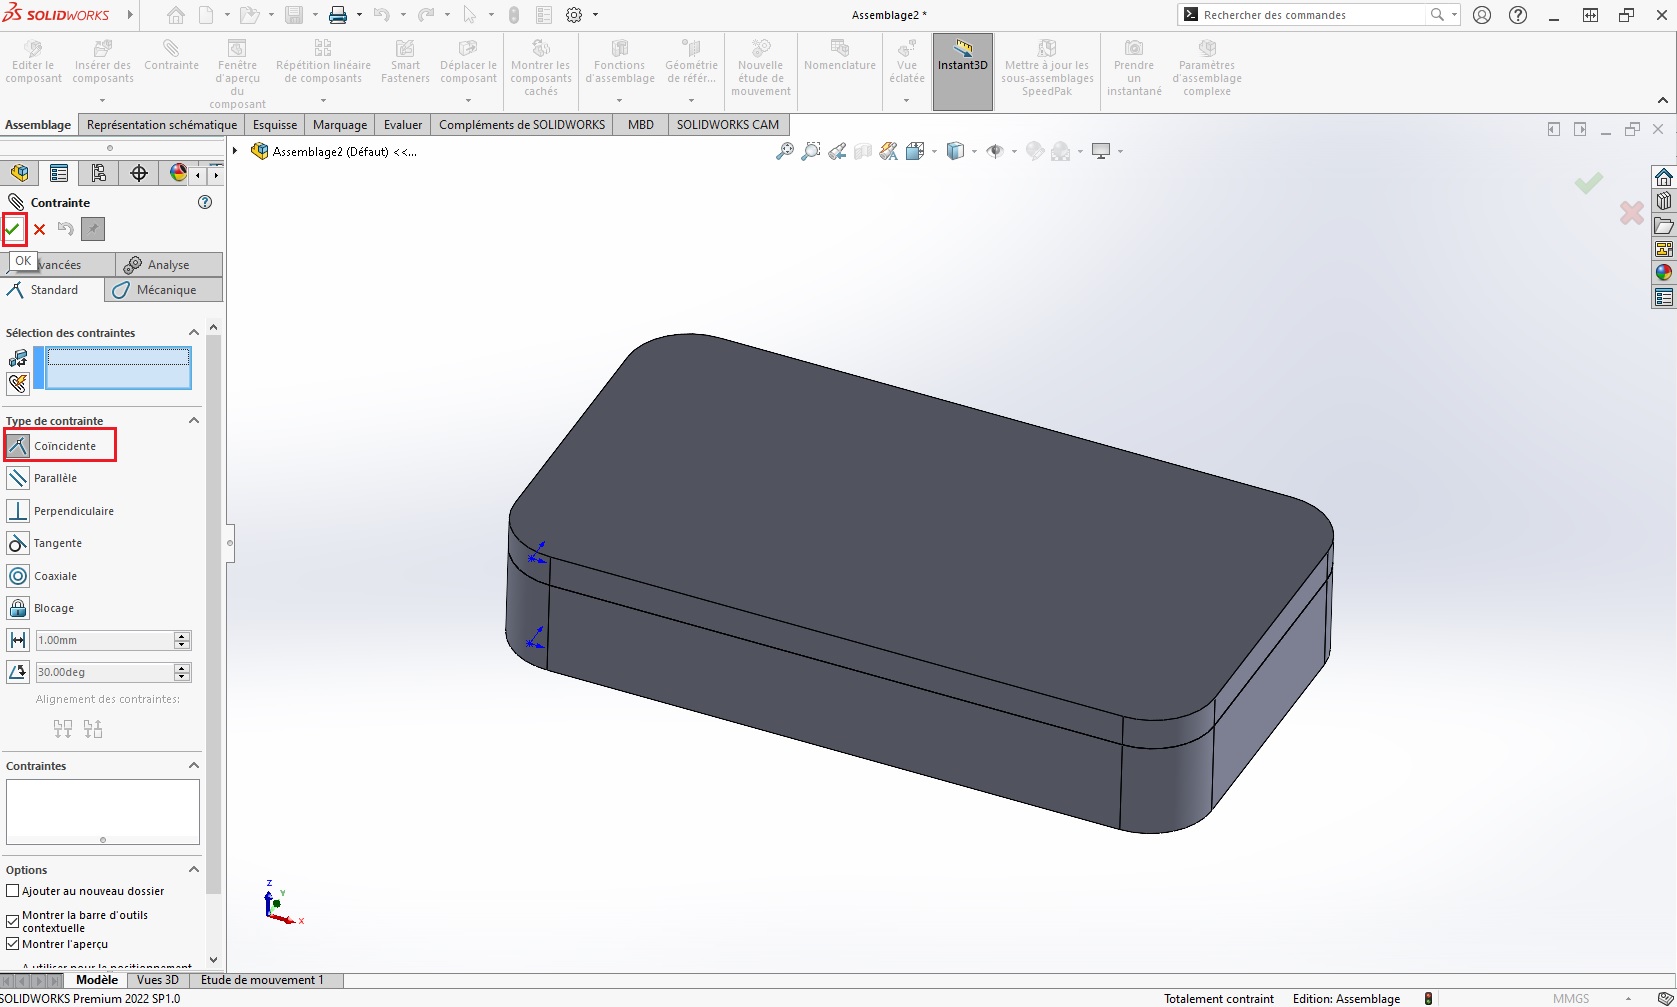 SOLIDWORKS
Assemblage2 *
Rechercher des commandes
Editer le composant
Insérer des composants
Contrainte
Fenêtre d'aperçu du composant
Répétition linéaire de composants
Smart Fasteners
Déplacer le composant
Montrer les composants cachés
Fonctions d'assemblage
Géométrie de référ...
Nouvelle étude de mouvement
Nomenclature
Vue éclatée
Instant3D
Mettre à jour les sous-assemblages SpeedPak
Prendre un instantané
Paramètres d'assemblage complexe
Assemblage
Représentation schématique
Esquisse
Marquage
Evaluer
Compléments de SOLIDWORKS
MBD
SOLIDWORKS CAM
Assemblage2 (Défaut) <<...
Contrainte
OK
vancées
Analyse
Standard
Mécanique
Sélection des contraintes
Type de contrainte
Coïncidente
Parallèle
Perpendiculaire
Tangente
Coaxiale
Blocage
1.00mm
30.00deg
Alignement des contraintes:
Contraintes
Options
Ajouter au nouveau dossier
Montrer la barre d'outils
contextuelle
Montrer l'aperçu
Z
Y
X
Modèle
Vues 3D
Etude de mouvement 1
SOLIDWORKS Premium 2022 SP1.0
Totalement contraint
Edition: Assemblage
MMGS